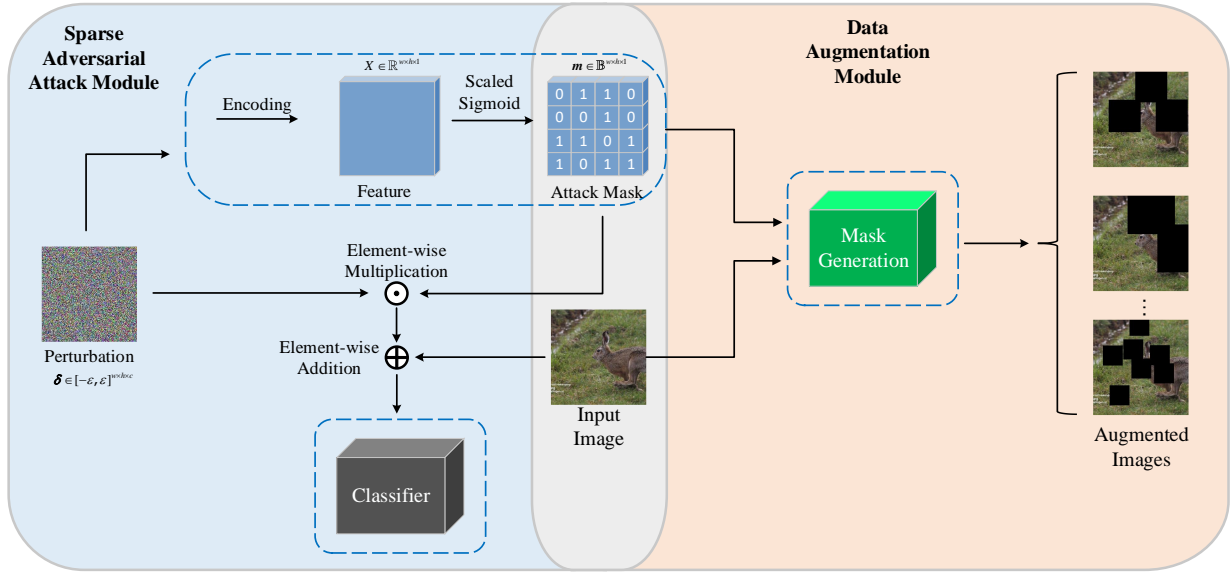 Sparse
Adversarial
Attack Module
Data
Augmentation
Module
X ∈ ℝ^{w×h×1}
m ∈ 𝔹^{w×h×1}
Encoding
Scaled
Sigmoid
0 1 1 0
0 0 1 0
1 1 0 1
1 0 1 1
Feature
Attack Mask
Mask
Generation
Element-wise
Multiplication
Perturbation
δ ∈ [-ε, ε]^{w×h×c}
Element-wise
Addition
Input
Image
Classifier
...
Augmented
Images